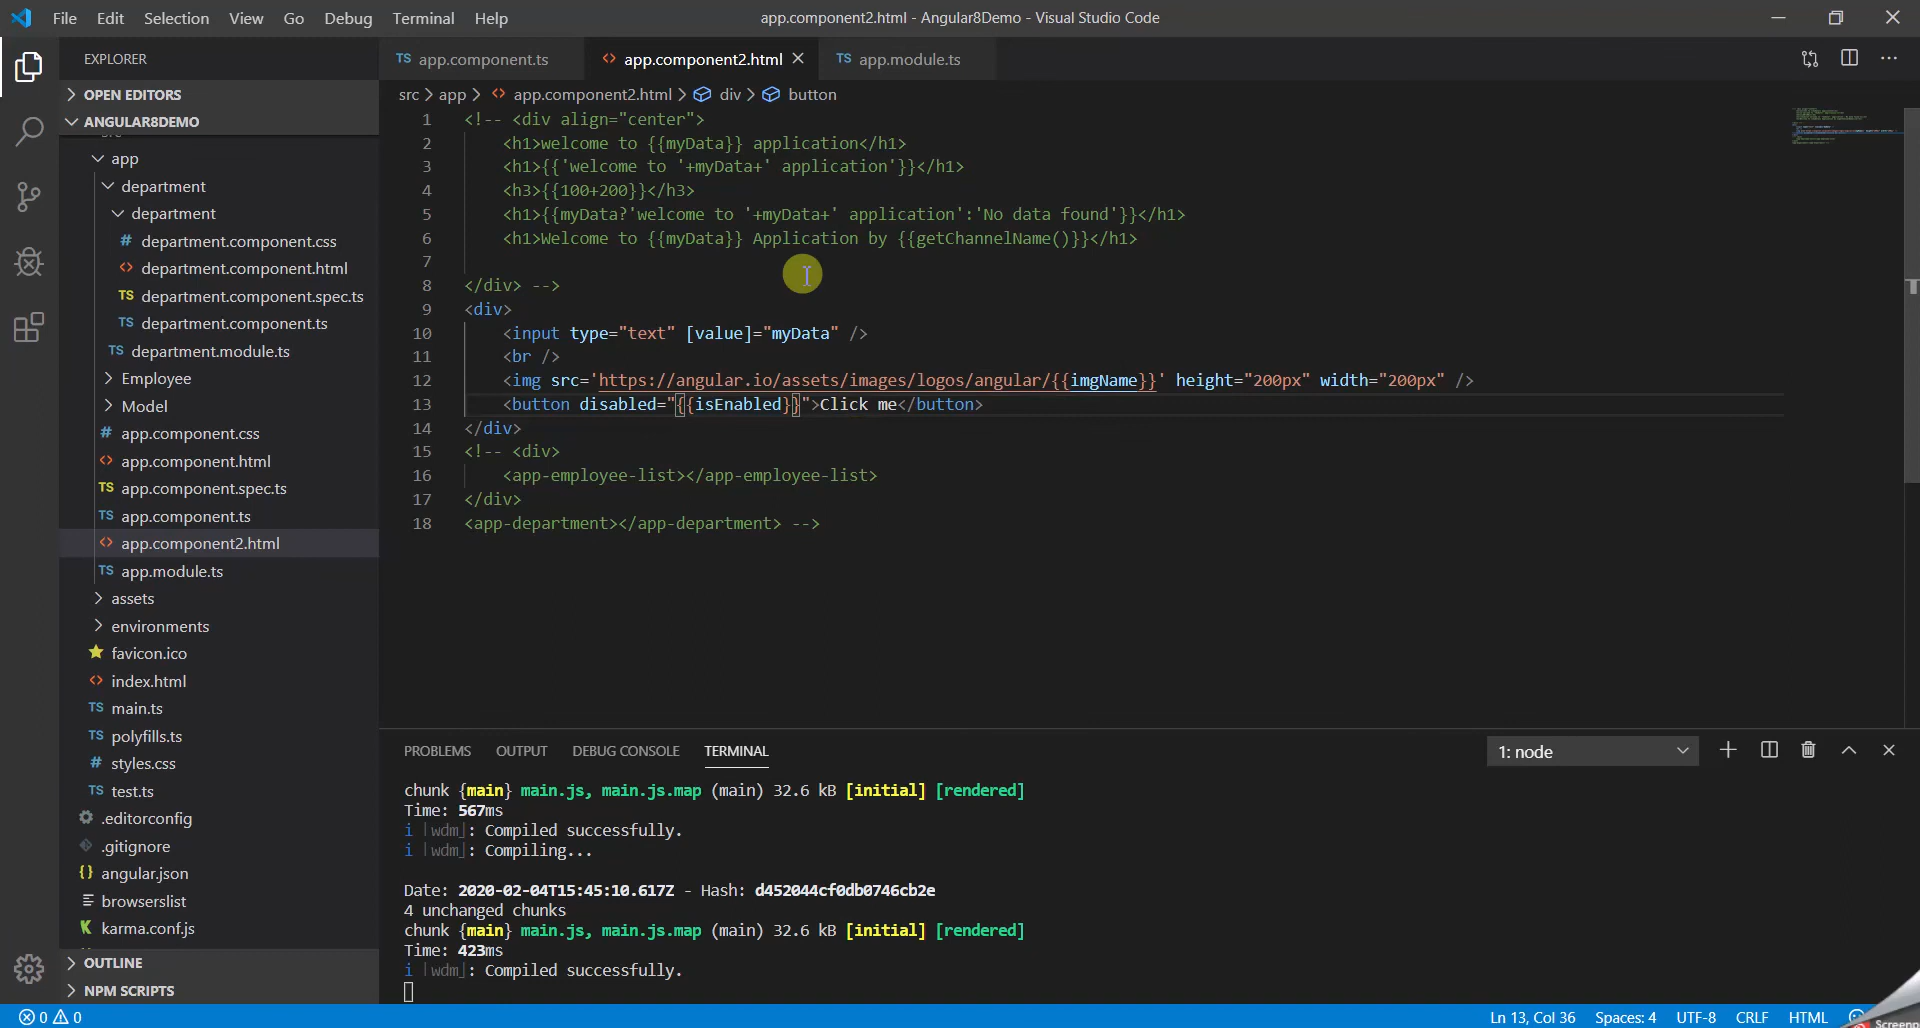 File Edit Selection View Go Debug Terminal Help
app.component2.html - Angular8Demo - Visual Studio Code
EXPLORER
OPEN EDITORS
ANGULAR8DEMO
app
department
department
department.component.css
department.component.html
TS department.component.spec.ts
TS department.component.ts
TS department.module.ts
Employee
Model
app.component.css
app.component.html
TS app.component.spec.ts
TS app.component.ts
app.component2.html
TS app.module.ts
assets
environments
favicon.ico
index.html
TS main.ts
TS polyfills.ts
styles.css
TS test.ts
.editorconfig
.gitignore
angular.json
browserslist
karma.conf.js
OUTLINE
NPM SCRIPTS
TS app.component.ts
app.component2.html
TS app.module.ts
src > app > app.component2.html > div > button
1 <!-- <div align="center">
2 <h1>welcome to {{myData}} application</h1>
3 <h1>{{'welcome to '+myData+' application'}}</h1>
4 <h3>{{100+200}}</h3>
5 <h1>{{myData?'welcome to '+myData+' application':'No data found'}}</h1>
6 <h1>Welcome to {{myData}} Application by {{getChannelName()}}</h1>
7
8 </div> -->
9 <div>
10 <input type="text" [value]="myData" />
11 <br />
12 <img src='https://angular.io/assets/images/logos/angular/{{imgName}}' height="200px" width="200px" />
13 <button disabled="{{isEnabled}}">Click me</button>
14 </div>
15 <!-- <div>
16 <app-employee-list></app-employee-list>
17 </div>
18 <app-department></app-department> -->
PROBLEMS OUTPUT DEBUG CONSOLE TERMINAL
1: node
chunk {main} main.js, main.js.map (main) 32.6 kB [initial] [rendered]
Time: 567ms
i ｢wdm｣: Compiled successfully.
i ｢wdm｣: Compiling...
Date: 2020-02-04T15:45:10.617Z - Hash: d452044cf0db0746cb2e
4 unchanged chunks
chunk {main} main.js, main.js.map (main) 32.6 kB [initial] [rendered]
Time: 423ms
i ｢wdm｣: Compiled successfully.
0 0
Ln 13, Col 36 Spaces: 4 UTF-8 CRLF HTML